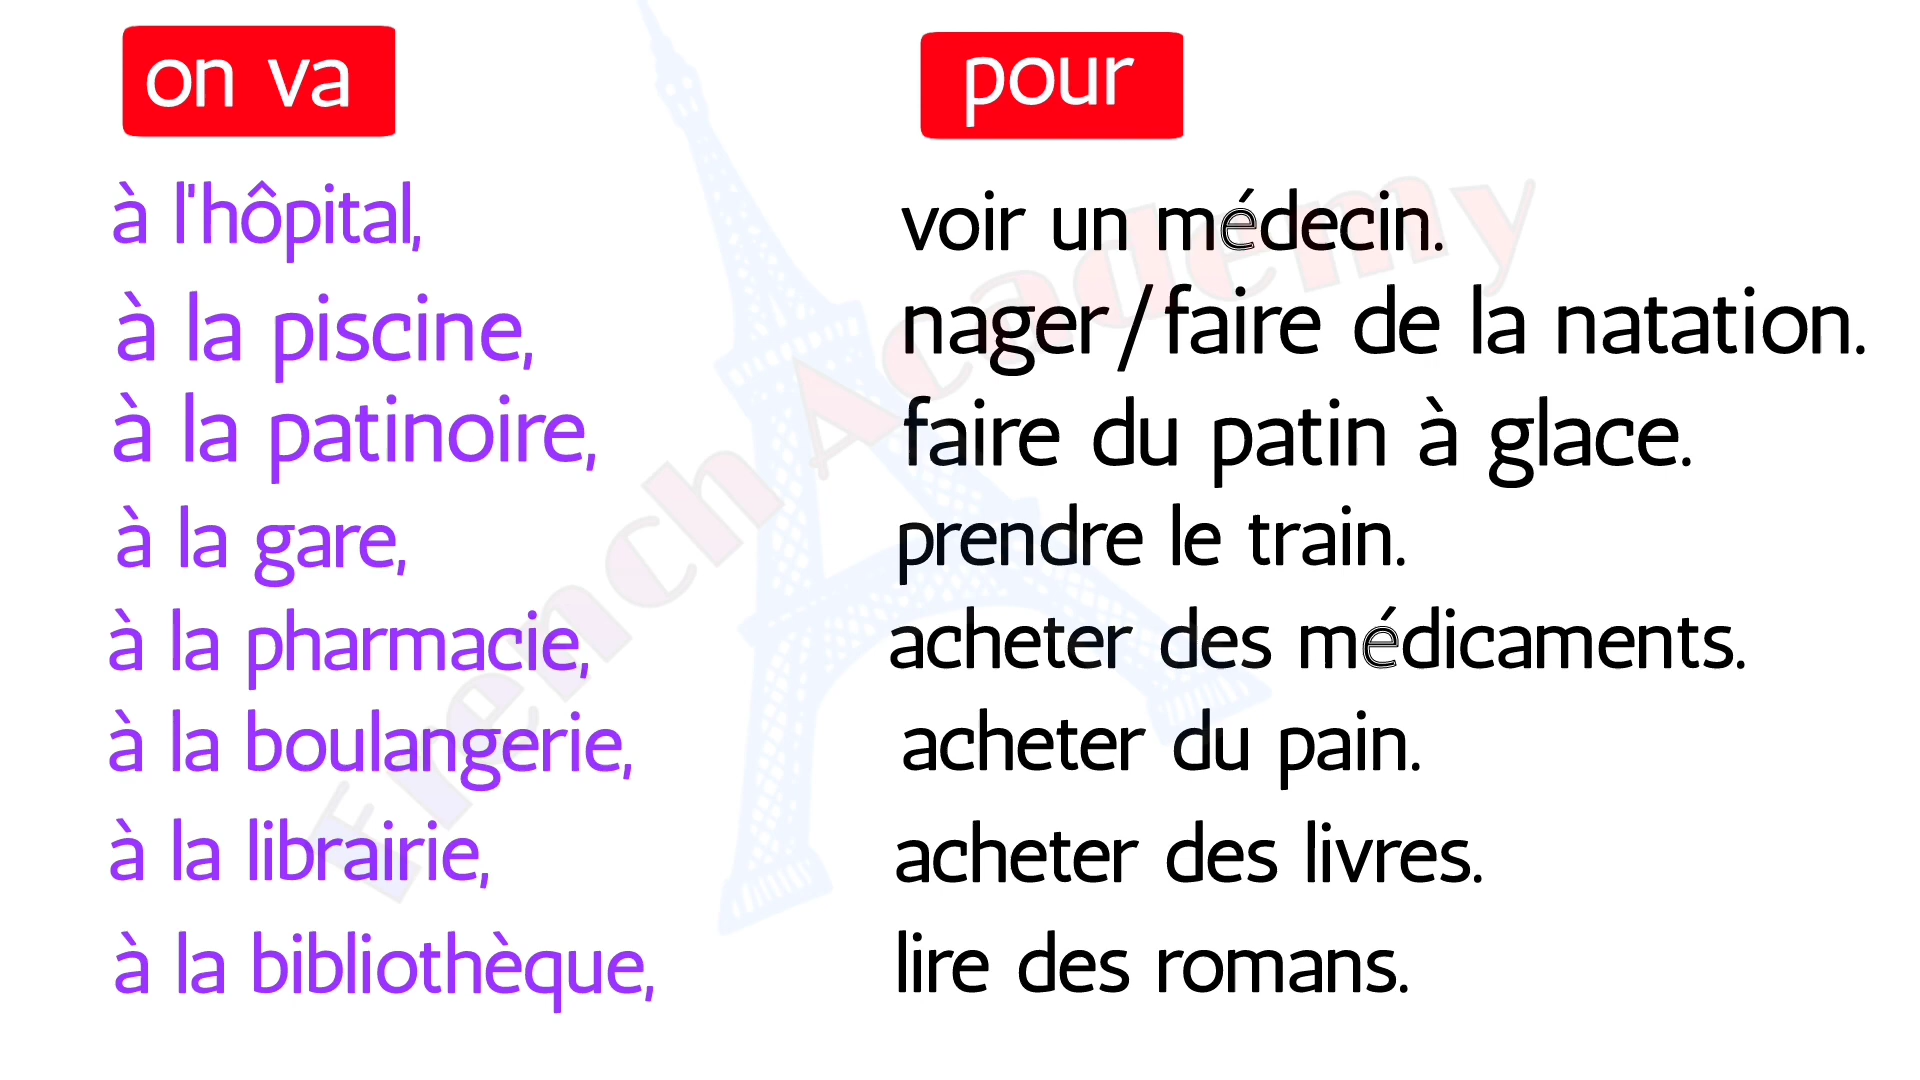 on va pour
à l'hôpital, voir un médecin.
à la piscine, nager/faire de la natation.
à la patinoire, faire du patin à glace.
à la gare, prendre le train.
à la pharmacie, acheter des médicaments.
à la boulangerie, acheter du pain.
à la librairie, acheter des livres.
à la bibliothèque, lire des romans.
French Academy